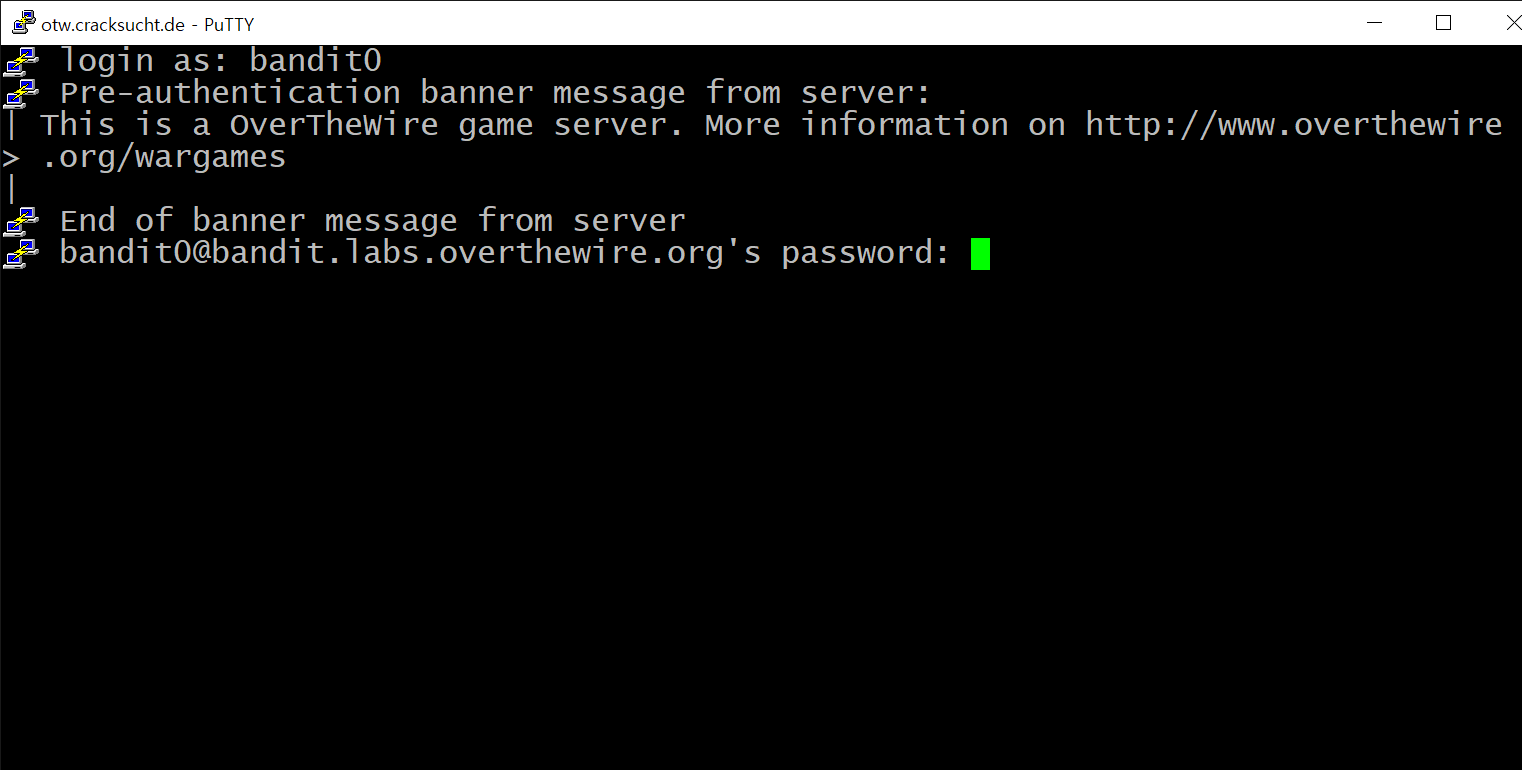 otw.cracksucht.de - PuTTY
login as: bandit0
Pre-authentication banner message from server:
| This is a OverTheWire game server. More information on http://www.overthewire
> .org/wargames
|
End of banner message from server
bandit0@bandit.labs.overthewire.org's password: